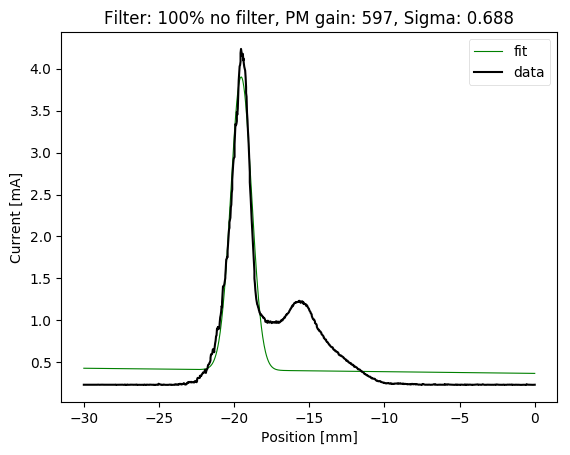 Filter: 100% no filter, PM gain: 597, Sigma: 0.688
fit
data
Current [mA]
4.0
3.5
3.0
2.5
2.0
1.5
1.0
0.5
−30 −25 −20 −15 −10 −5 0
Position [mm]